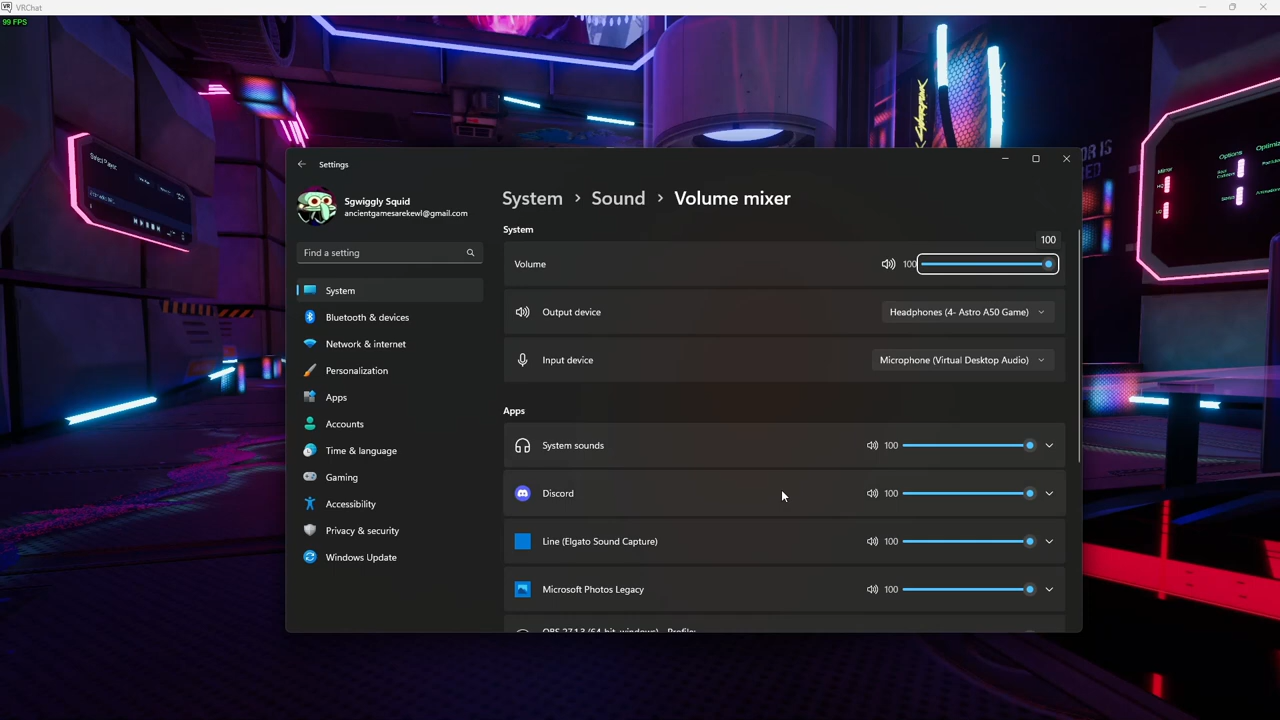 VRChat
99 FPS
Settings
Sgwiggly Squid
ancientgamesarekewl@gmail.com
Find a setting
System
Bluetooth & devices
Network & internet
Personalization
Apps
Accounts
Time & language
Gaming
Accessibility
Privacy & security
Windows Update
System > Sound > Volume mixer
System
100
Volume
100
Output device
Headphones (4- Astro A50 Game)
Input device
Microphone (Virtual Desktop Audio)
Apps
System sounds
100
Discord
100
Line (Elgato Sound Capture)
100
Microsoft Photos Legacy
100
Options
Mirror